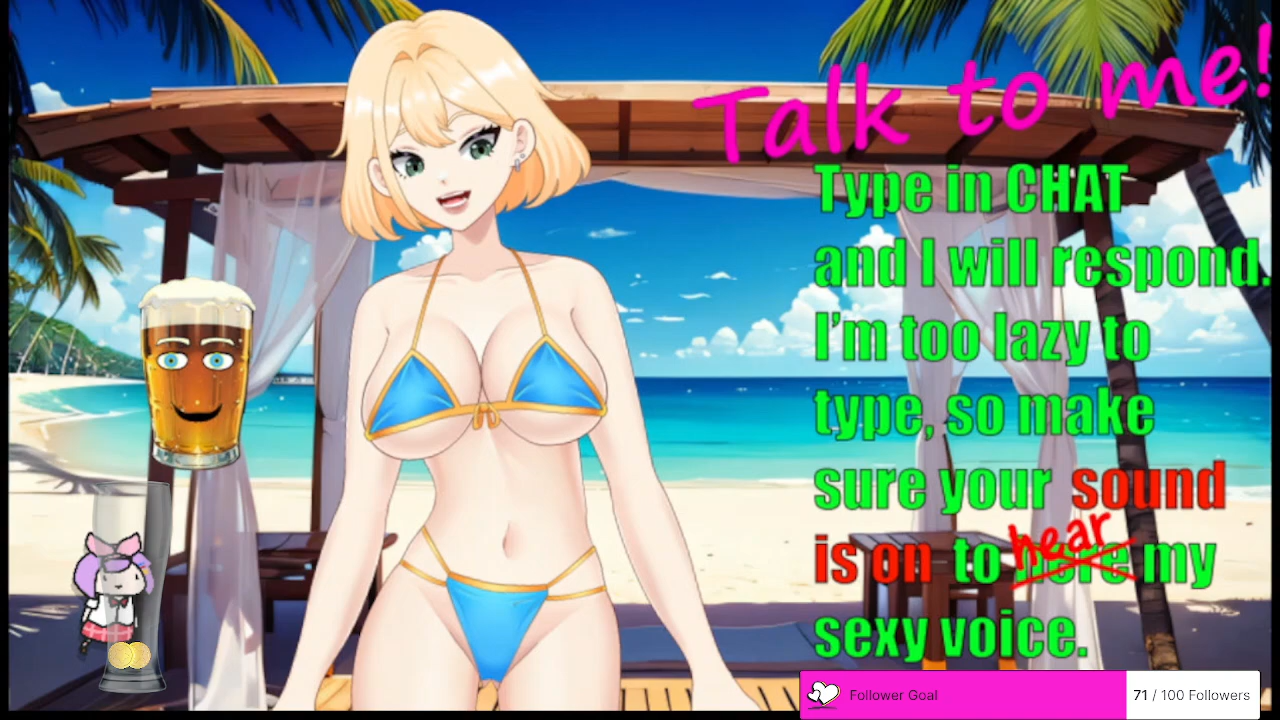 Talk to me!
Type in CHAT
and I will respond.
I'm too lazy to
type, so make
sure your sound
hear
is on to here my
sexy voice.
Follower Goal 71 / 100 Followers